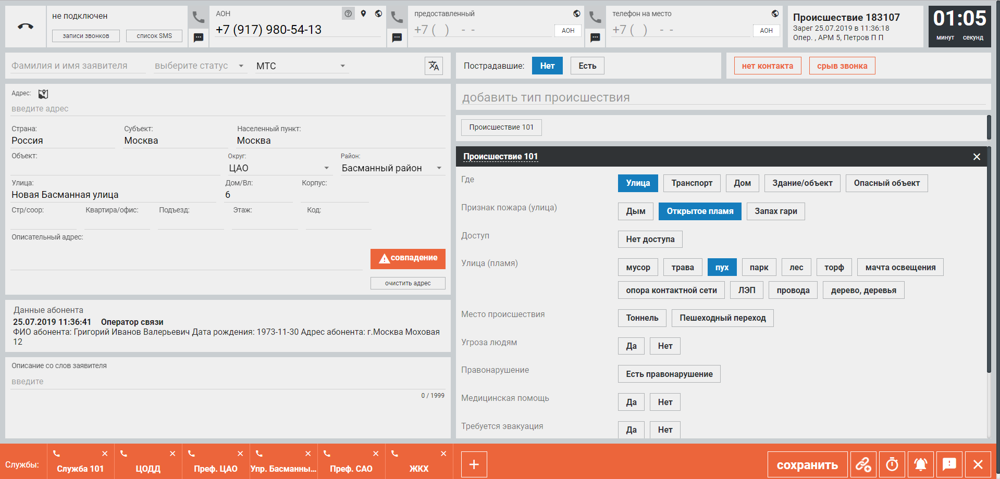 не подключен
записи звонков
список SMS
АОН
+7 (917) 980-54-13
предоставленный
+7 (   )   -  -
АОН
телефон на место
+7 (   )   -  -
АОН
Происшествие 183107
Зарег 25.07.2019 в 11:36:18
Опер. , АРМ 5, Петров П П
01:05
минут
секунд
Фамилия и имя заявителя
выберите статус
МТС
Пострадавшие:
Нет
Есть
нет контакта
срыв звонка
Адрес:
введите адрес
Страна:
Россия
Субъект:
Москва
Населенный пункт:
Москва
Объект:
Округ:
ЦАО
Район:
Басманный район
Улица:
Новая Басманная улица
Дом/Вл:
6
Корпус:
Стр/соор:
Квартира/офис:
Подъезд:
Этаж:
Код:
Описательный адрес:
совпадение
очистить адрес
Данные абонента
25.07.2019 11:36:41 Оператор связи
ФИО абонента: Григорий Иванов Валерьевич Дата рождения: 1973-11-30 Адрес абонента: г.Москва Моховая
12
Описание со слов заявителя
введите
0 / 1999
добавить тип происшествия
Происшествие 101
Происшествие 101
Где
Улица
Транспорт
Дом
Здание/объект
Опасный объект
Признак пожара (улица)
Дым
Открытое пламя
Запах гари
Доступ
Нет доступа
Улица (пламя)
мусор
трава
пух
парк
лес
торф
мачта освещения
опора контактной сети
ЛЭП
провода
дерево, деревья
Место происшествия
Тоннель
Пешеходный переход
Угроза людям
Да
Нет
Правонарушение
Есть правонарушение
Медицинская помощь
Да
Нет
Требуется эвакуация
Да
Нет
Службы:
Служба 101
ЦОДД
Преф. ЦАО
Упр. Басманны...
Преф. САО
ЖКХ
сохранить